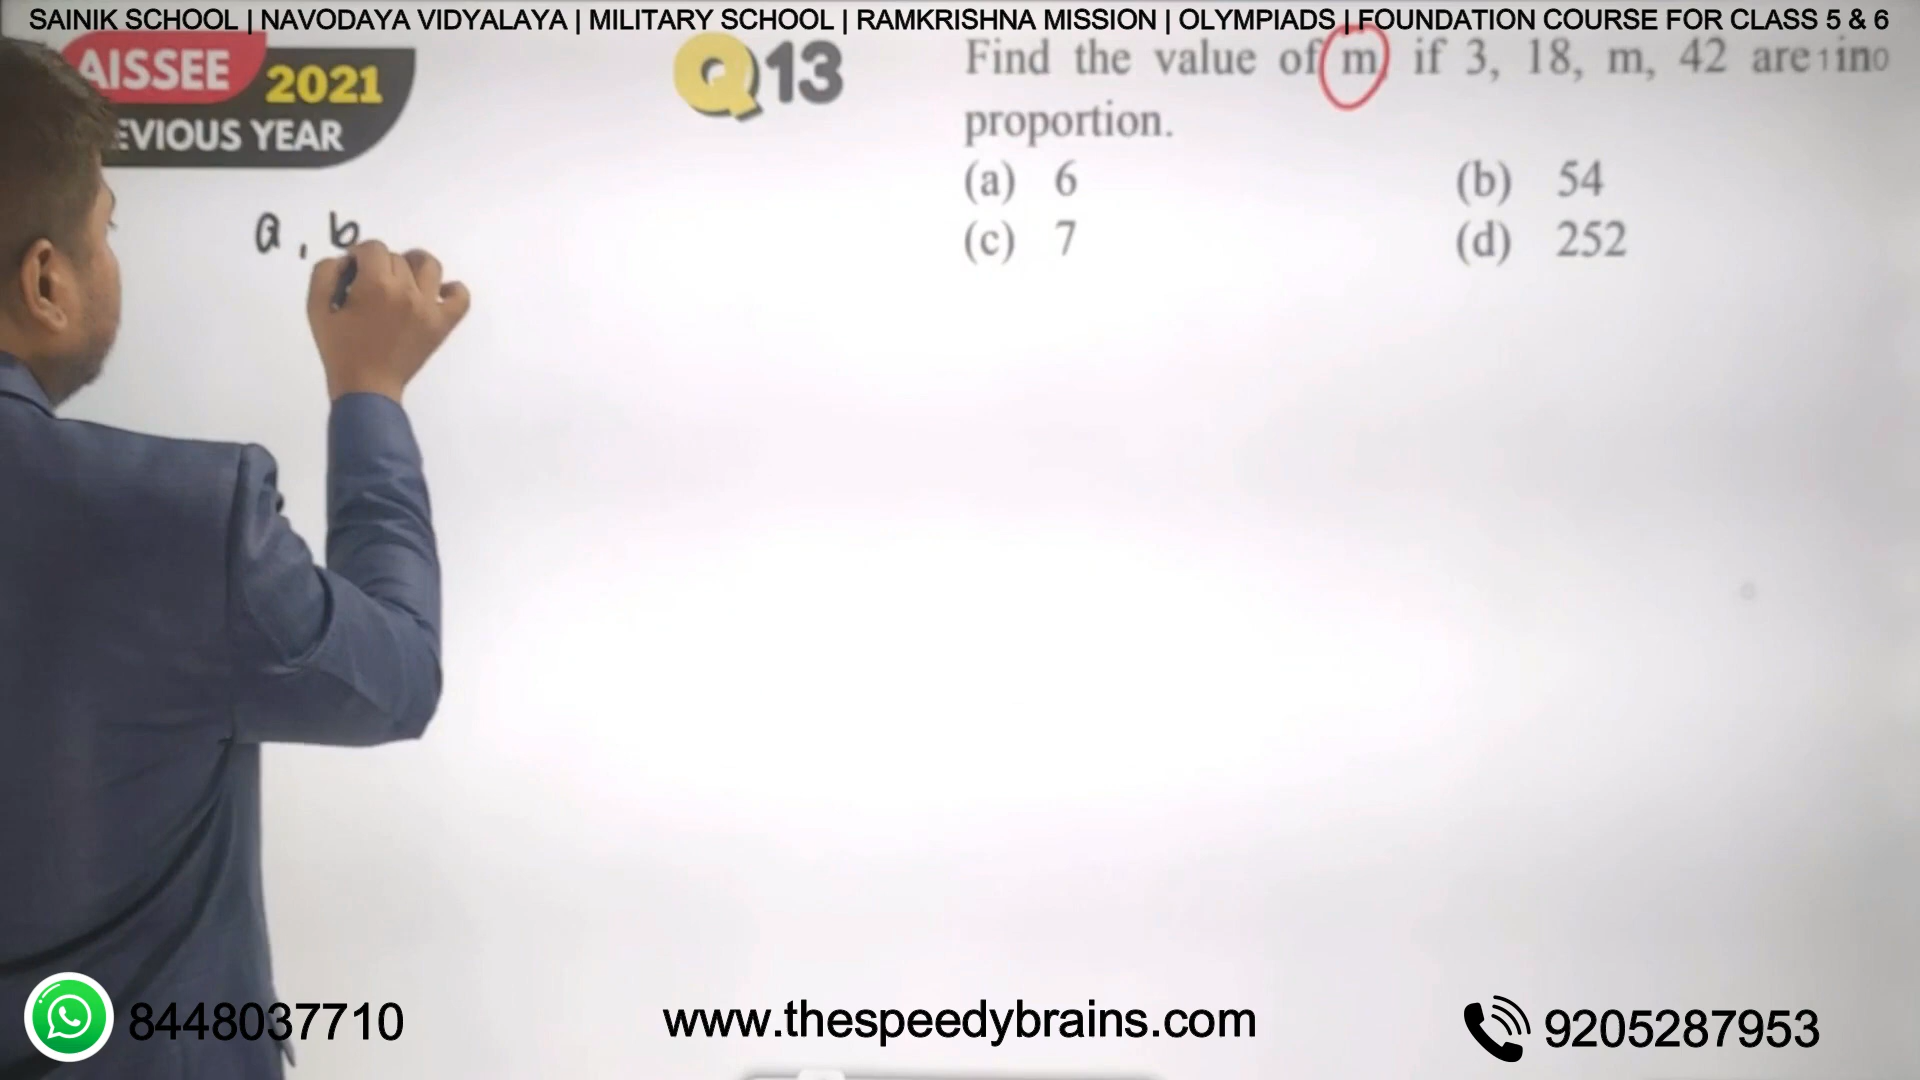 SAINIK SCHOOL | NAVODAYA VIDYALAYA | MILITARY SCHOOL | RAMKRISHNA MISSION | OLYMPIADS | FOUNDATION COURSE FOR CLASS 5 & 6
AISSEE 2021
EVIOUS YEAR
Q13
Find the value of m, if 3, 18, m, 42 are in
proportion.
(a) 6 (b) 54
(c) 7 (d) 252
a, b
8448037710 www.thespeedybrains.com 9205287953